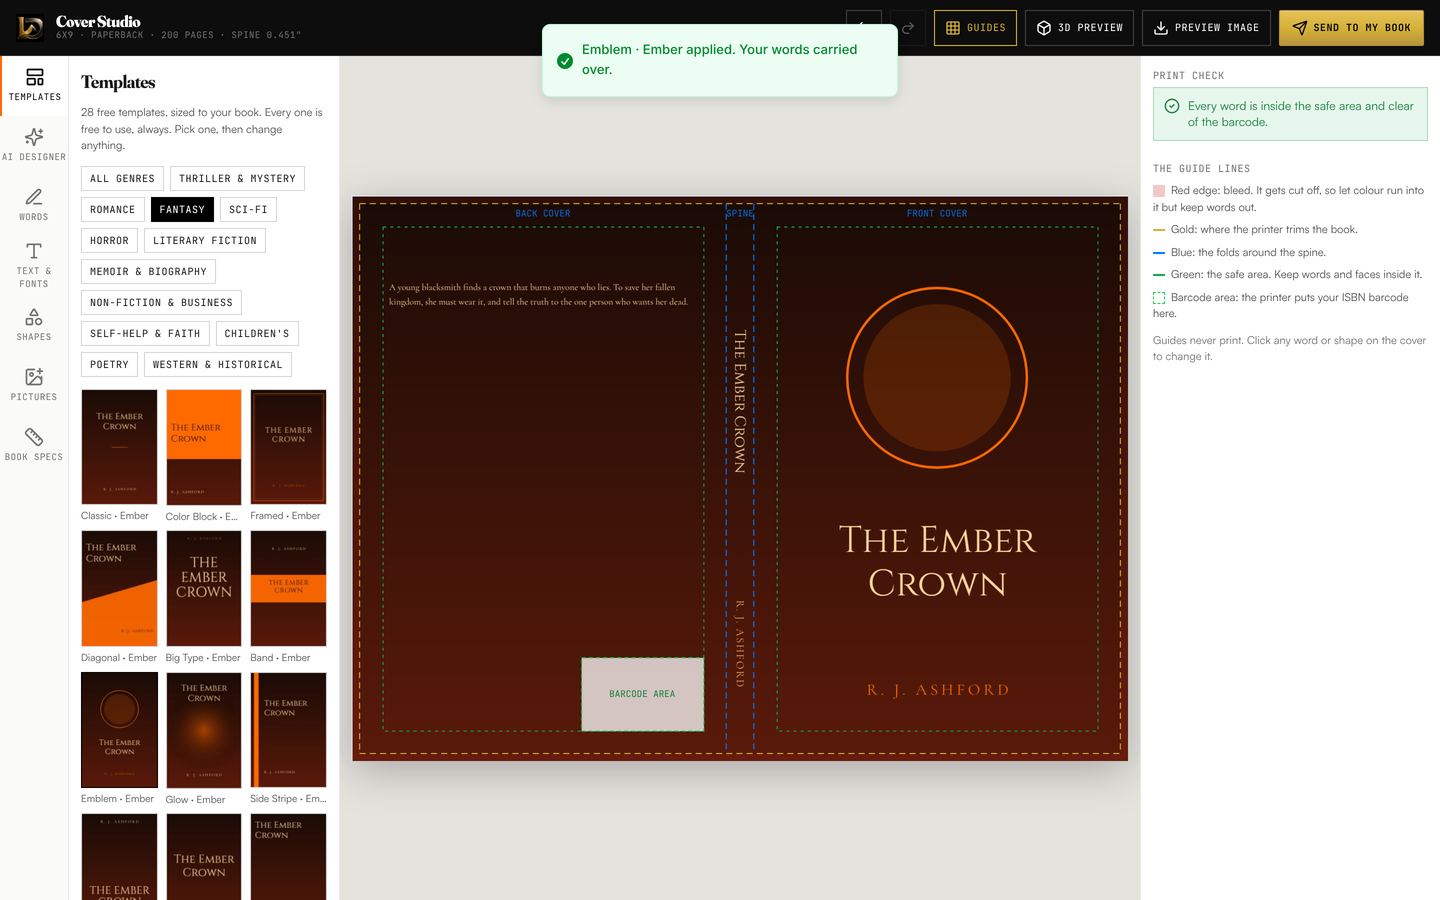 Cover Studio
6X9 · PAPERBACK · 200 PAGES · SPINE 0.451"
GUIDES
3D PREVIEW
PREVIEW IMAGE
SEND TO MY BOOK
Emblem · Ember applied. Your words carried
over.
TEMPLATES
AI DESIGNER
WORDS
TEXT &
FONTS
SHAPES
PICTURES
BOOK SPECS
Templates
28 free templates, sized to your book. Every one is
free to use, always. Pick one, then change
anything.
ALL GENRES
THRILLER & MYSTERY
ROMANCE
FANTASY
SCI-FI
HORROR
LITERARY FICTION
MEMOIR & BIOGRAPHY
NON-FICTION & BUSINESS
SELF-HELP & FAITH
CHILDREN'S
POETRY
WESTERN & HISTORICAL
The Ember
Crown
R. J. ASHFORD
Classic · Ember
The Ember
Crown
R. J. ASHFORD
Color Block · E...
The Ember
Crown
R. J. ASHFORD
Framed · Ember
The Ember
Crown
R. J. ASHFORD
Diagonal · Ember
R. J. ASHFORD
THE
EMBER
CROWN
Big Type · Ember
R. J. ASHFORD
THE EMBER
CROWN
Band · Ember
The Ember
Crown
R. J. ASHFORD
Emblem · Ember
The Ember
Crown
R. J. ASHFORD
Glow · Ember
The Ember
Crown
R. J. ASHFORD
Side Stripe · Em...
R. J. ASHFORD
The Ember
The Ember
Crown
The Ember
Crown
BACK COVER
SPINE
FRONT COVER
A young blacksmith finds a crown that burns anyone who lies. To save her fallen
kingdom, she must wear it, and tell the truth to the one person who wants her dead.
BARCODE AREA
The Ember Crown
R. J. ASHFORD
The Ember
Crown
R. J. ASHFORD
PRINT CHECK
Every word is inside the safe area and clear
of the barcode.
THE GUIDE LINES
Red edge: bleed. It gets cut off, so let colour run into
it but keep words out.
Gold: where the printer trims the book.
Blue: the folds around the spine.
Green: the safe area. Keep words and faces inside it.
Barcode area: the printer puts your ISBN barcode
here.
Guides never print. Click any word or shape on the cover
to change it.